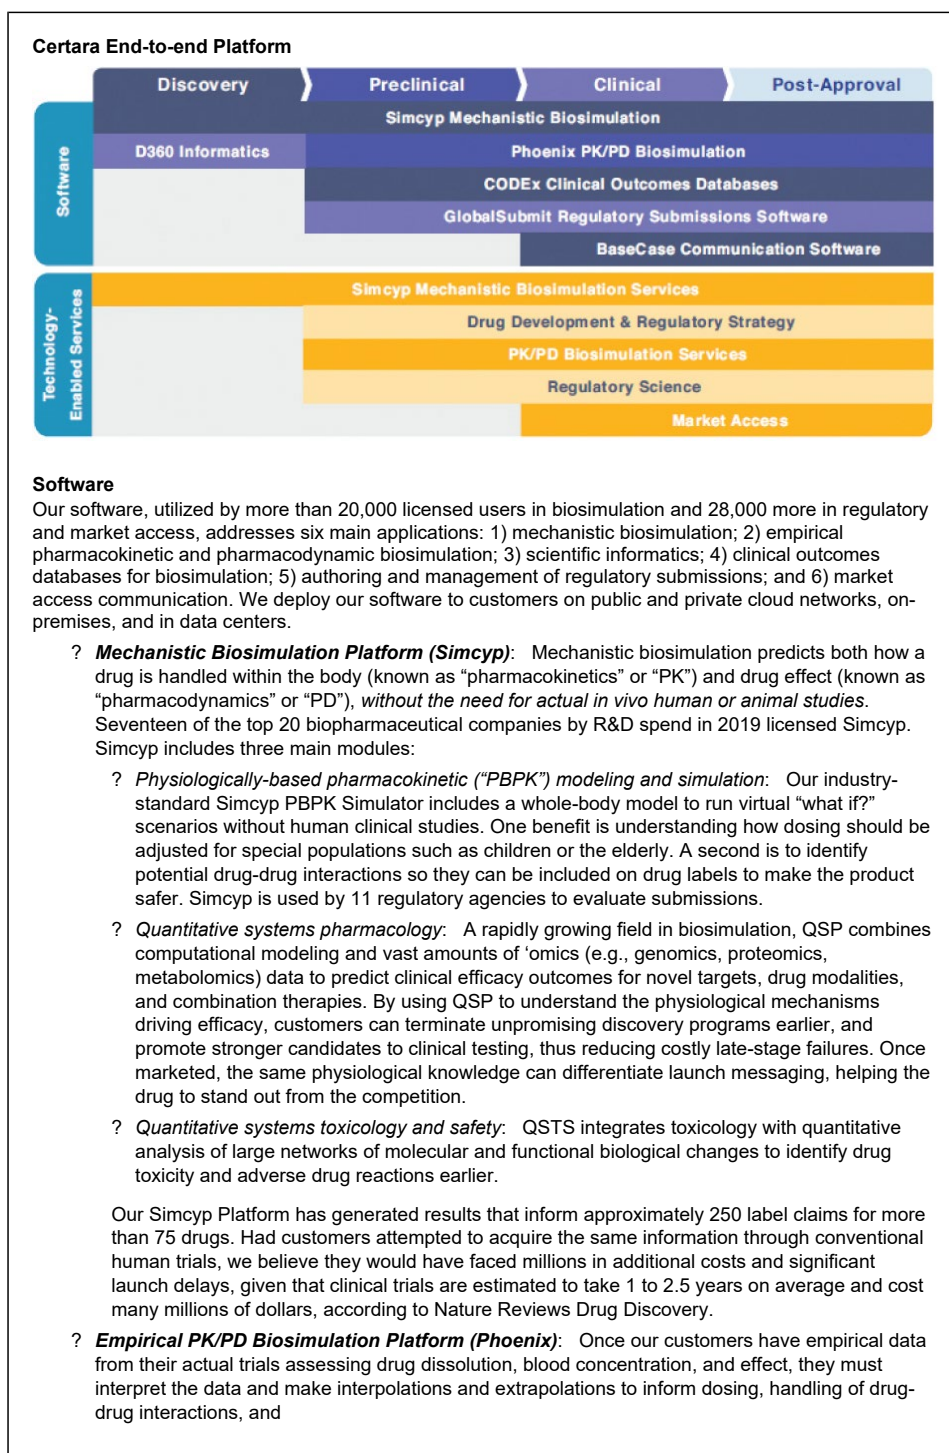 Certara End-to-end Platform
Discovery
Preclinical
Clinical
Post-Approval
Software
Simcyp Mechanistic Biosimulation
D360 Informatics
Phoenix PK/PD Biosimulation
CODEx Clinical Outcomes Databases
GlobalSubmit Regulatory Submissions Software
BaseCase Communication Software
Technology-
Enabled Services
Simcyp Mechanistic Biosimulation Services
Drug Development & Regulatory Strategy
PK/PD Biosimulation Services
Regulatory Science
Market Access
Software
Our software, utilized by more than 20,000 licensed users in biosimulation and 28,000 more in regulatory
and market access, addresses six main applications: 1) mechanistic biosimulation; 2) empirical
pharmacokinetic and pharmacodynamic biosimulation; 3) scientific informatics; 4) clinical outcomes
databases for biosimulation; 5) authoring and management of regulatory submissions; and 6) market
access communication. We deploy our software to customers on public and private cloud networks, on-
premises, and in data centers.
? Mechanistic Biosimulation Platform (Simcyp): Mechanistic biosimulation predicts both how a
drug is handled within the body (known as “pharmacokinetics” or “PK”) and drug effect (known as
“pharmacodynamics” or “PD”), without the need for actual in vivo human or animal studies.
Seventeen of the top 20 biopharmaceutical companies by R&D spend in 2019 licensed Simcyp.
Simcyp includes three main modules:
? Physiologically-based pharmacokinetic (“PBPK”) modeling and simulation: Our industry-
standard Simcyp PBPK Simulator includes a whole-body model to run virtual “what if?”
scenarios without human clinical studies. One benefit is understanding how dosing should be
adjusted for special populations such as children or the elderly. A second is to identify
potential drug-drug interactions so they can be included on drug labels to make the product
safer. Simcyp is used by 11 regulatory agencies to evaluate submissions.
? Quantitative systems pharmacology: A rapidly growing field in biosimulation, QSP combines
computational modeling and vast amounts of ‘omics (e.g., genomics, proteomics,
metabolomics) data to predict clinical efficacy outcomes for novel targets, drug modalities,
and combination therapies. By using QSP to understand the physiological mechanisms
driving efficacy, customers can terminate unpromising discovery programs earlier, and
promote stronger candidates to clinical testing, thus reducing costly late-stage failures. Once
marketed, the same physiological knowledge can differentiate launch messaging, helping the
drug to stand out from the competition.
? Quantitative systems toxicology and safety: QSTS integrates toxicology with quantitative
analysis of large networks of molecular and functional biological changes to identify drug
toxicity and adverse drug reactions earlier.
Our Simcyp Platform has generated results that inform approximately 250 label claims for more
than 75 drugs. Had customers attempted to acquire the same information through conventional
human trials, we believe they would have faced millions in additional costs and significant
launch delays, given that clinical trials are estimated to take 1 to 2.5 years on average and cost
many millions of dollars, according to Nature Reviews Drug Discovery.
? Empirical PK/PD Biosimulation Platform (Phoenix): Once our customers have empirical data
from their actual trials assessing drug dissolution, blood concentration, and effect, they must
interpret the data and make interpolations and extrapolations to inform dosing, handling of drug-
drug interactions, and